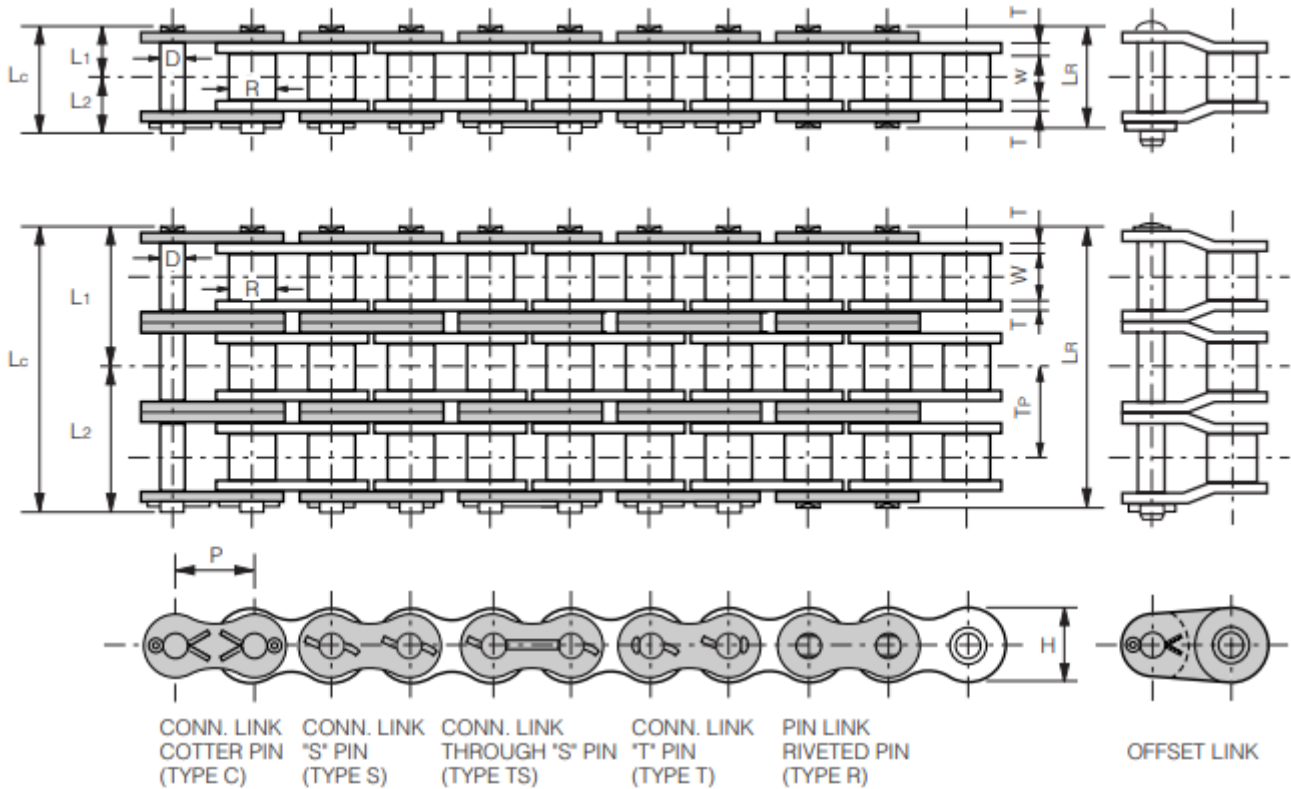 T
Lc
L1
D
L2
R
W
LR
T
T
Lc
L1
D
R
W
T
LR
L2
TP
P
H
CONN. LINK
COTTER PIN
(TYPE C)
CONN. LINK
"S" PIN
(TYPE S)
CONN. LINK
THROUGH "S" PIN
(TYPE TS)
CONN. LINK
"T" PIN
(TYPE T)
PIN LINK
RIVETED PIN
(TYPE R)
OFFSET LINK